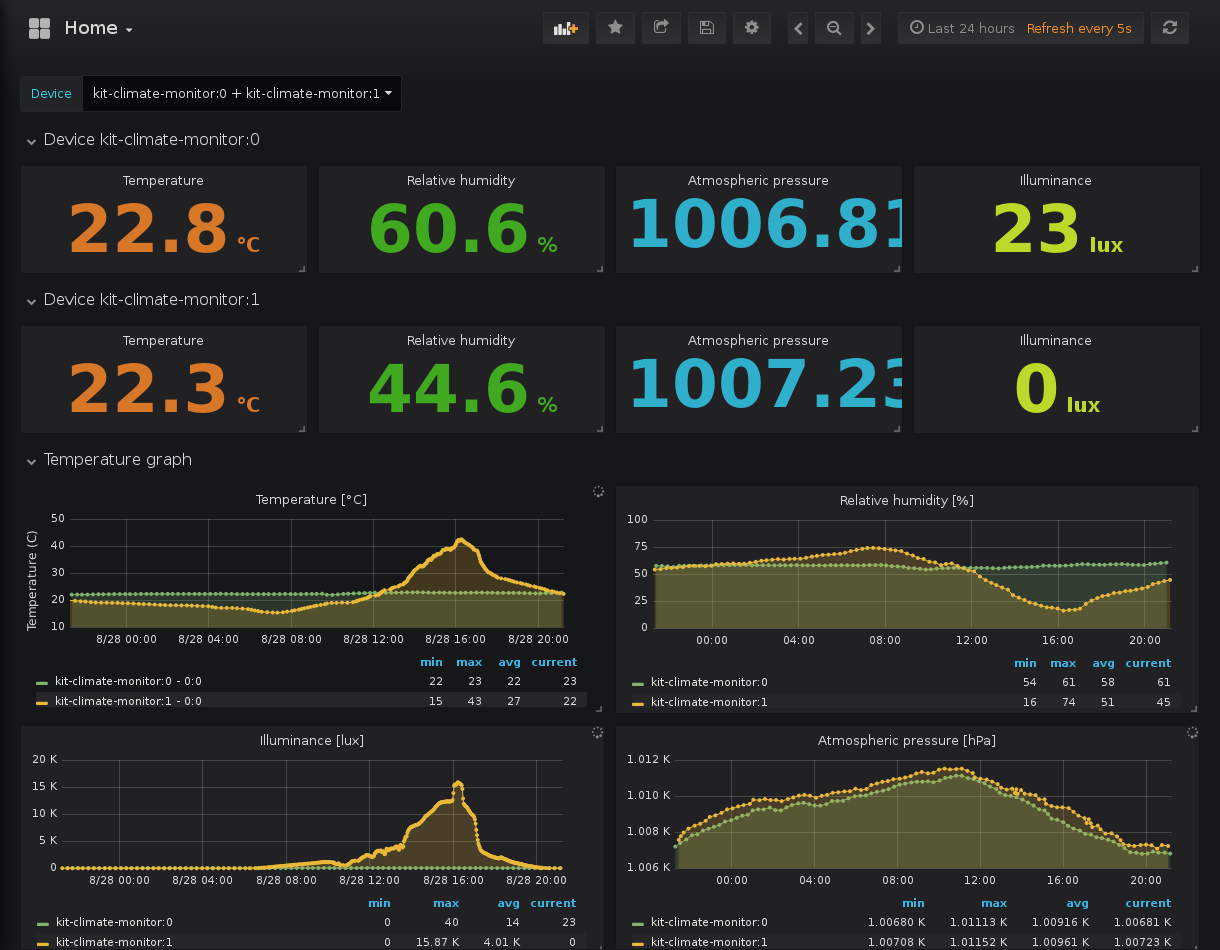 Home
Last 24 hours Refresh every 5s
Device kit-climate-monitor:0 + kit-climate-monitor:1
Device kit-climate-monitor:0
Temperature Relative humidity Atmospheric pressure Illuminance
22.8 °C 60.6 % 1006.81 23 lux
Device kit-climate-monitor:1
Temperature Relative humidity Atmospheric pressure Illuminance
22.3 °C 44.6 % 1007.23 0 lux
Temperature graph
Temperature [°C]
Temperature (C)
50
40
30
20
10
8/28 00:00 8/28 04:00 8/28 08:00 8/28 12:00 8/28 16:00 8/28 20:00
min max avg current
kit-climate-monitor:0 - 0:0 22 23 22 23
kit-climate-monitor:1 - 0:0 15 43 27 22
Relative humidity [%]
100
75
50
25
0
00:00 04:00 08:00 12:00 16:00 20:00
min max avg current
kit-climate-monitor:0 54 61 58 61
kit-climate-monitor:1 16 74 51 45
Illuminance [lux]
20 K
15 K
10 K
5 K
0
8/28 00:00 8/28 04:00 8/28 08:00 8/28 12:00 8/28 16:00 8/28 20:00
min max avg current
kit-climate-monitor:0 0 40 14 23
kit-climate-monitor:1 0 15.87 K 4.01 K 0
Atmospheric pressure [hPa]
1.012 K
1.010 K
1.008 K
1.006 K
00:00 04:00 08:00 12:00 16:00 20:00
min max avg current
kit-climate-monitor:0 1.00680 K 1.01113 K 1.00916 K 1.00681 K
kit-climate-monitor:1 1.00708 K 1.01152 K 1.00961 K 1.00723 K